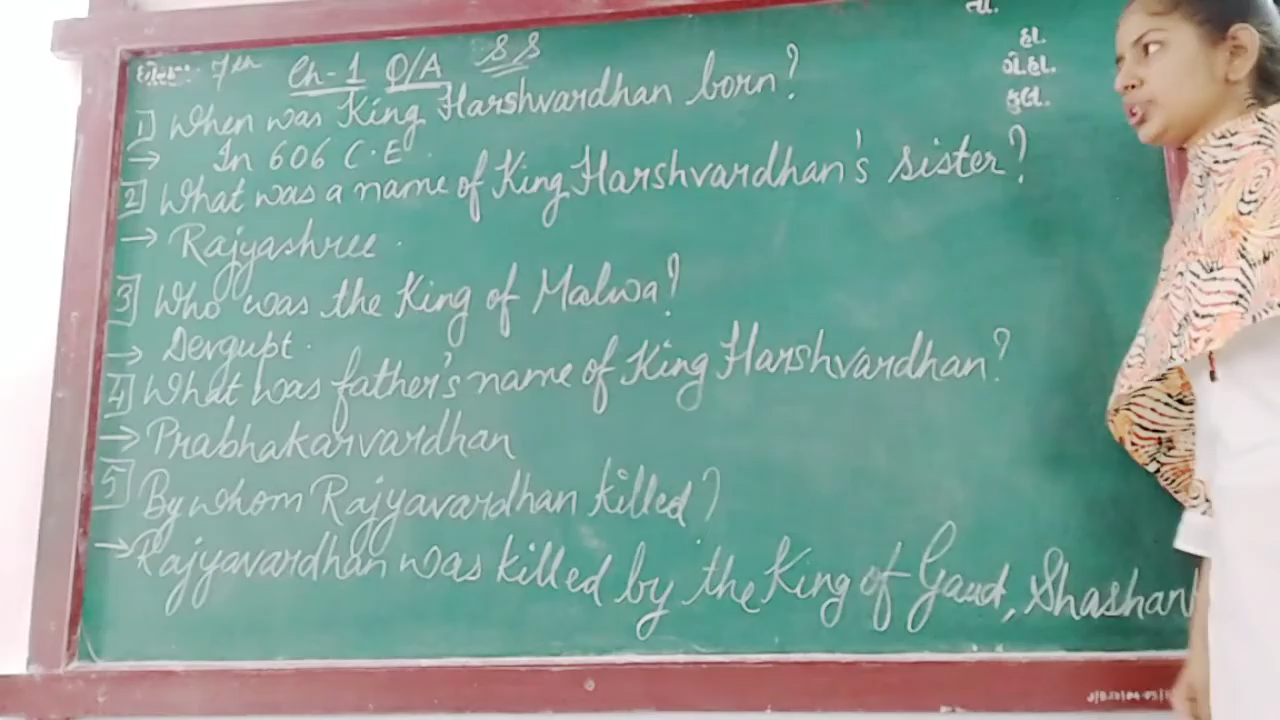 7th Ch-1 Q/A SS
1 When was King Harshvardhan born?
→ In 606 C.E.
2 What was a name of King Harshvardhan's sister?
→ Rajyashree.
3 Who was the King of Malwa?
→ Devgupt.
4 What was father's name of King Harshvardhan?
→ Prabhakarvardhan
5 By whom Rajyavardhan killed?
→ Rajyavardhan was killed by the King of Gaud, Shashan
તા.
હા.
ગે.હા.
કુલ.